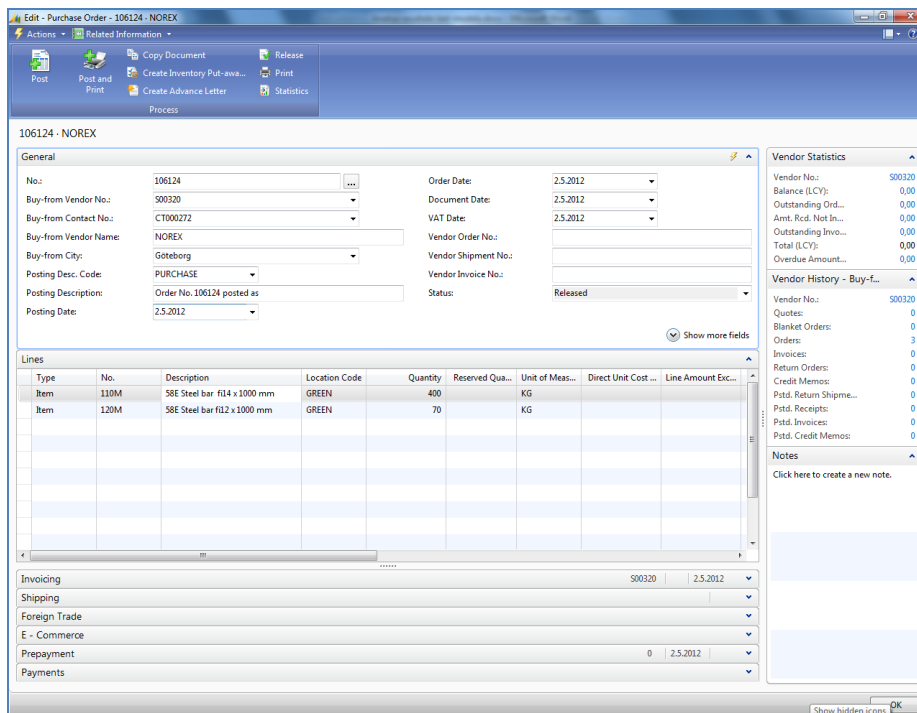 Edit - Purchase Order - 106124 · NOREX
Actions
Related Information
Post
Post and Print
Copy Document
Create Inventory Put-awa...
Create Advance Letter
Release
Print
Statistics
Process
106124 · NOREX
General
No.: 106124 ...
Buy-from Vendor No.: S00320
Buy-from Contact No.: CT000272
Buy-from Vendor Name: NOREX
Buy-from City: Göteborg
Posting Desc. Code: PURCHASE
Posting Description: Order No. 106124 posted as
Posting Date: 2.5.2012
Order Date: 2.5.2012
Document Date: 2.5.2012
VAT Date: 2.5.2012
Vendor Order No.:
Vendor Shipment No.:
Vendor Invoice No.:
Status: Released
Show more fields
Lines
Type No. Description Location Code Quantity Reserved Qua... Unit of Meas... Direct Unit Cost ... Line Amount Exc...
Item 110M 58E Steel bar fi14 x 1000 mm GREEN 400 KG
Item 120M 58E Steel bar fi12 x 1000 mm GREEN 70 KG
Invoicing S00320 2.5.2012
Shipping
Foreign Trade
E - Commerce
Prepayment 0 2.5.2012
Payments
Vendor Statistics
Vendor No.: S00320
Balance (LCY): 0,00
Outstanding Ord... 0,00
Amt. Rcd. Not In... 0,00
Outstanding Invo... 0,00
Total (LCY): 0,00
Overdue Amount... 0,00
Vendor History - Buy-f...
Vendor No.: S00320
Quotes: 0
Blanket Orders: 0
Orders: 3
Invoices: 0
Return Orders: 0
Credit Memos: 0
Pstd. Return Shipme... 0
Pstd. Receipts: 0
Pstd. Invoices: 0
Pstd. Credit Memos: 0
Notes
Click here to create a new note.
OK
Show hidden icons